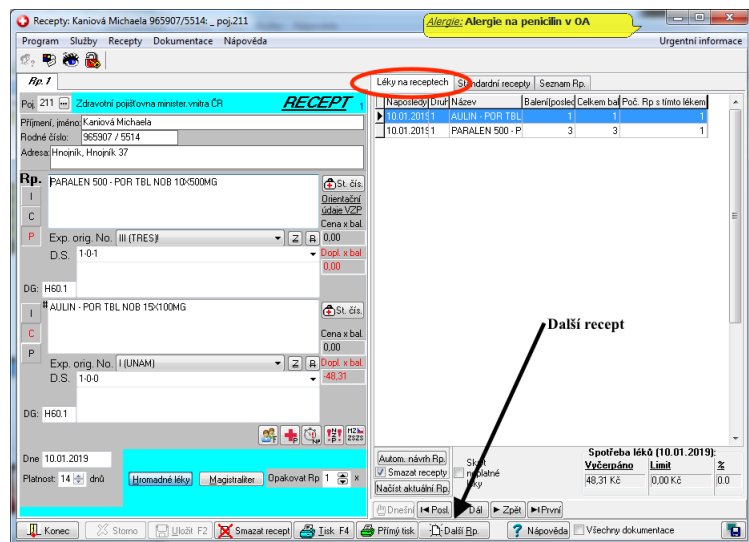 Recepty: Kaniová Michaela 965907/5514: _ poj.211
Alergie: Alergie na penicilin v OA
Program Služby Recepty Dokumentace Nápověda
Urgentní informace
Rp. 1
Léky na receptech
Standardní recepty
Seznam Rp.
Poj. 211 Zdravotní pojišťovna minister.vnitra ČR
RECEPT 1
Příjmení, jméno: Kaniová Michaela
Rodné číslo: 965907 / 5514
Adresa: Hnojník, Hnojník 37
Naposledy Druh Název Balení(posled Celkem bal Poč. Rp s tímto lékem
10.01.2019 1 AULIN - POR TBL 1 1 1
10.01.2019 1 PARALEN 500 - P 3 3 1
Rp.
I
C
P
PARALEN 500 - POR TBL NOB 10X500MG
St. čís.
Orientační
údaje VZP
Cena x bal
0,00
Exp. orig. No. III (TRES)!
Z R
D.S. 1-0-1
Dopl. x bal
0,00
DG: H60.1
#
I
C
P
AULIN - POR TBL NOB 15X100MG
St. čís.
Cena x bal
0,00
Exp. orig. No. I (UNAM)
Z R
D.S. 1-0-0
Dopl. x bal
-48,31
DG: H60.1
Další recept
Dne 10.01.2019
Platnost: 14 dnů
Hromadné léky
Magistraliter
Opakovat Rp 1 x
Autom. návrh Rp.
Smazat recepty
Načíst aktuální Rp
Skrýt
neplatné
léky
Spotřeba léků (10.01.2019):
Vyčerpáno Limit %
48,31 Kč 0,00 Kč 0.0
Dnešní
Posl.
Dál
Zpět
První
Konec
Storno
Uložit F2
Smazat recept
Tisk F4
Přímý tisk
Další Rp.
Nápověda
Všechny dokumentace